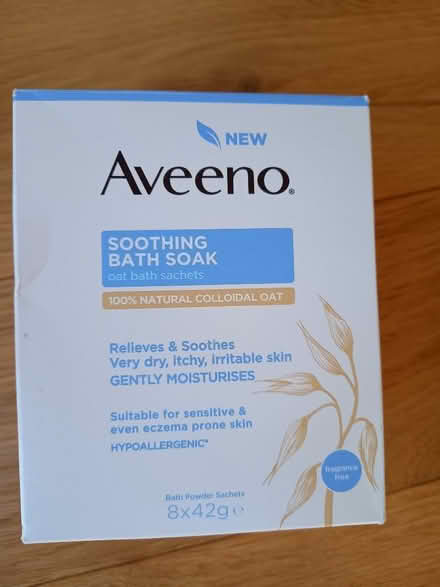 NEW
Aveeno®
SOOTHING
BATH SOAK
oat bath sachets
100% NATURAL COLLOIDAL OAT
Relieves & Soothes
Very dry, itchy, irritable skin
GENTLY MOISTURISES
Suitable for sensitive &
even eczema prone skin
HYPOALLERGENIC*
fragrance
free
Bath Powder Sachets
8x42g℮